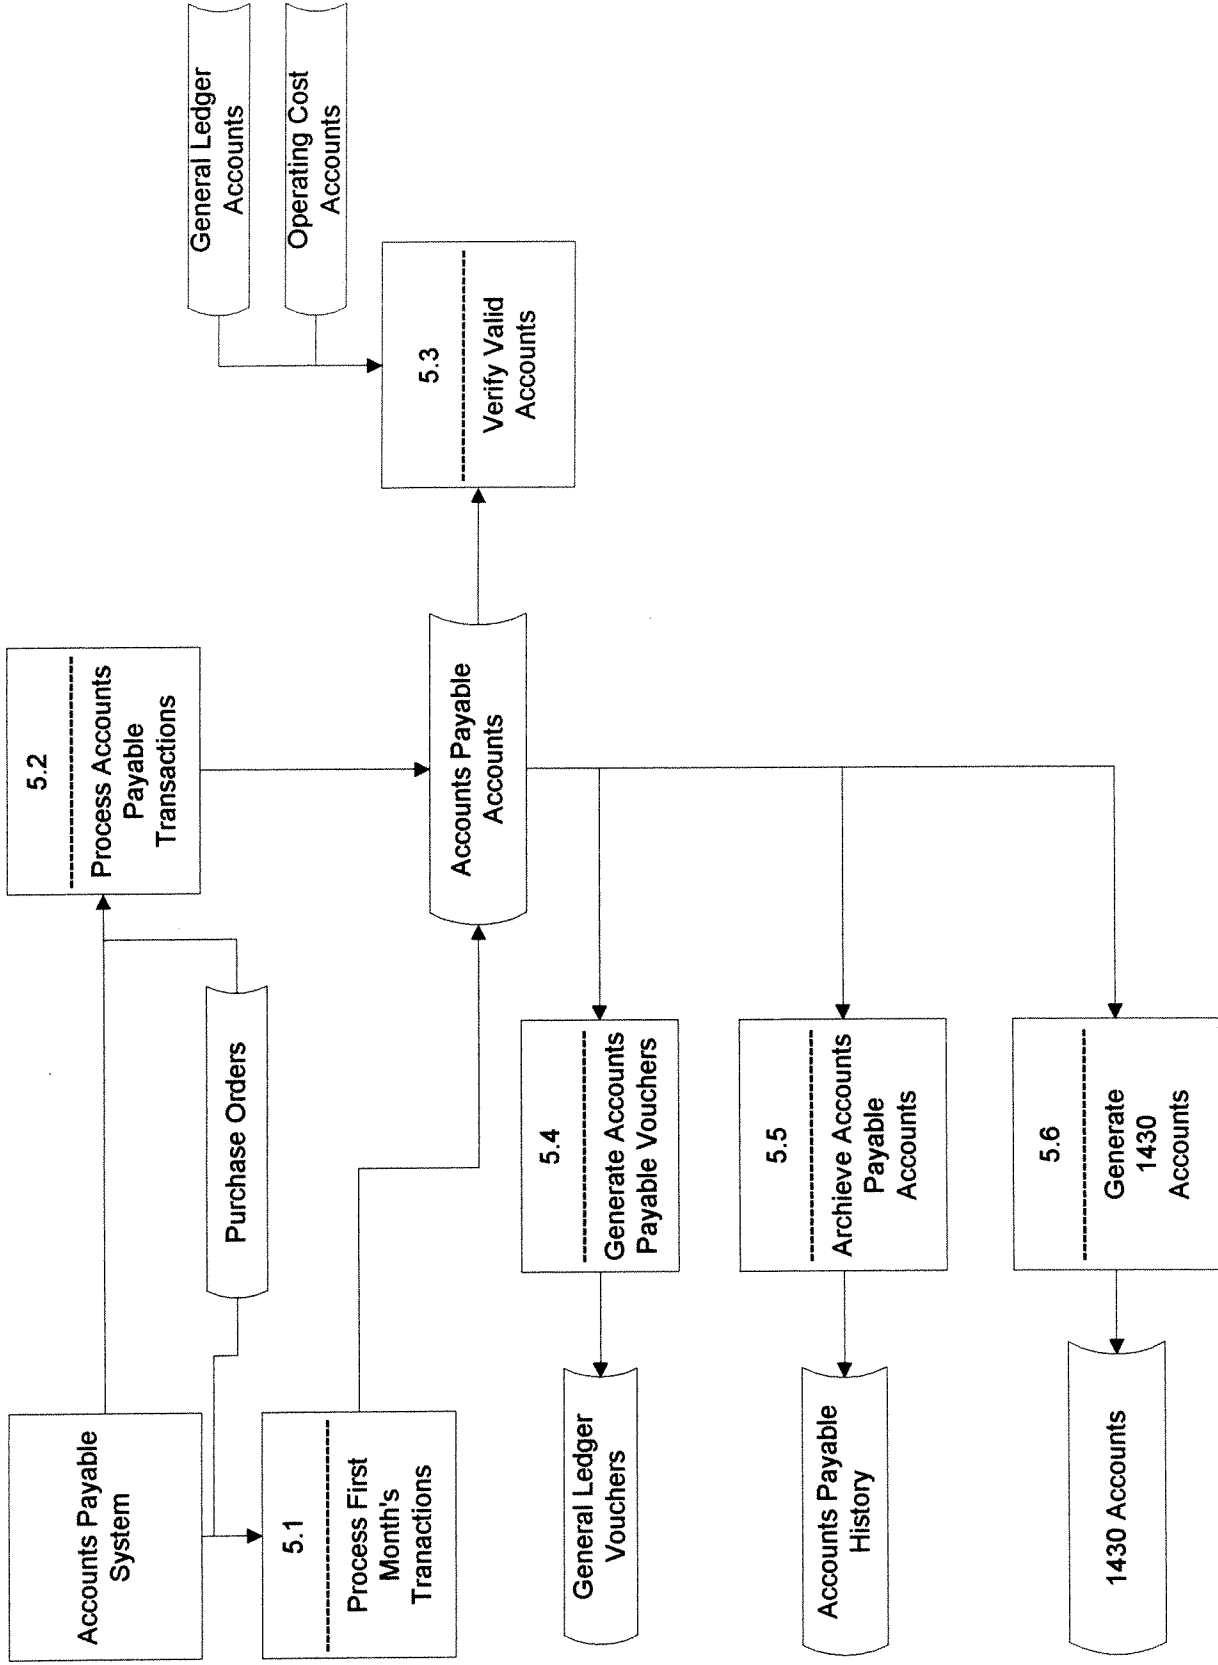 Accounts Payable
System
5.1
Process First
Month's
Tranactions
Purchase Orders
5.2
Process Accounts
Payable
Transactions
Accounts Payable
Accounts
5.3
Verify Valid
Accounts
General Ledger
Accounts
Operating Cost
Accounts
5.4
Generate Accounts
Payable Vouchers
General Ledger
Vouchers
5.5
Archieve Accounts
Payable
Accounts
Accounts Payable
History
5.6
Generate
1430
Accounts
1430 Accounts